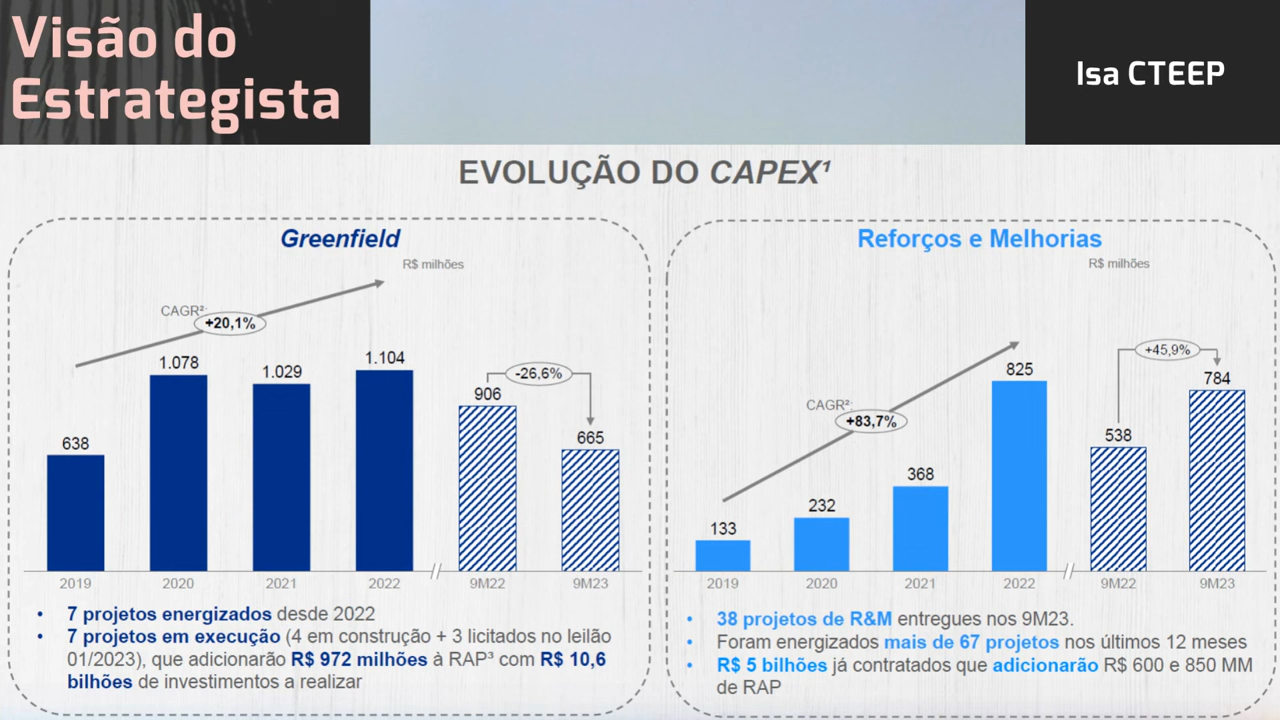 Visão do
Estrategista
Isa CTEEP
EVOLUÇÃO DO CAPEX¹
Greenfield
R$ milhões
CAGR²:
+20,1%
638
1.078
1.029
1.104
906
-26,6%
665
2019
2020
2021
2022
9M22
9M23
• 7 projetos energizados desde 2022
• 7 projetos em execução (4 em construção + 3 licitados no leilão
01/2023), que adicionarão R$ 972 milhões à RAP³ com R$ 10,6
bilhões de investimentos a realizar
Reforços e Melhorias
R$ milhões
CAGR²:
+83,7%
133
232
368
825
538
+45,9%
784
2019
2020
2021
2022
9M22
9M23
• 38 projetos de R&M entregues nos 9M23.
• Foram energizados mais de 67 projetos nos últimos 12 meses
• R$ 5 bilhões já contratados que adicionarão R$ 600 e 850 MM
de RAP